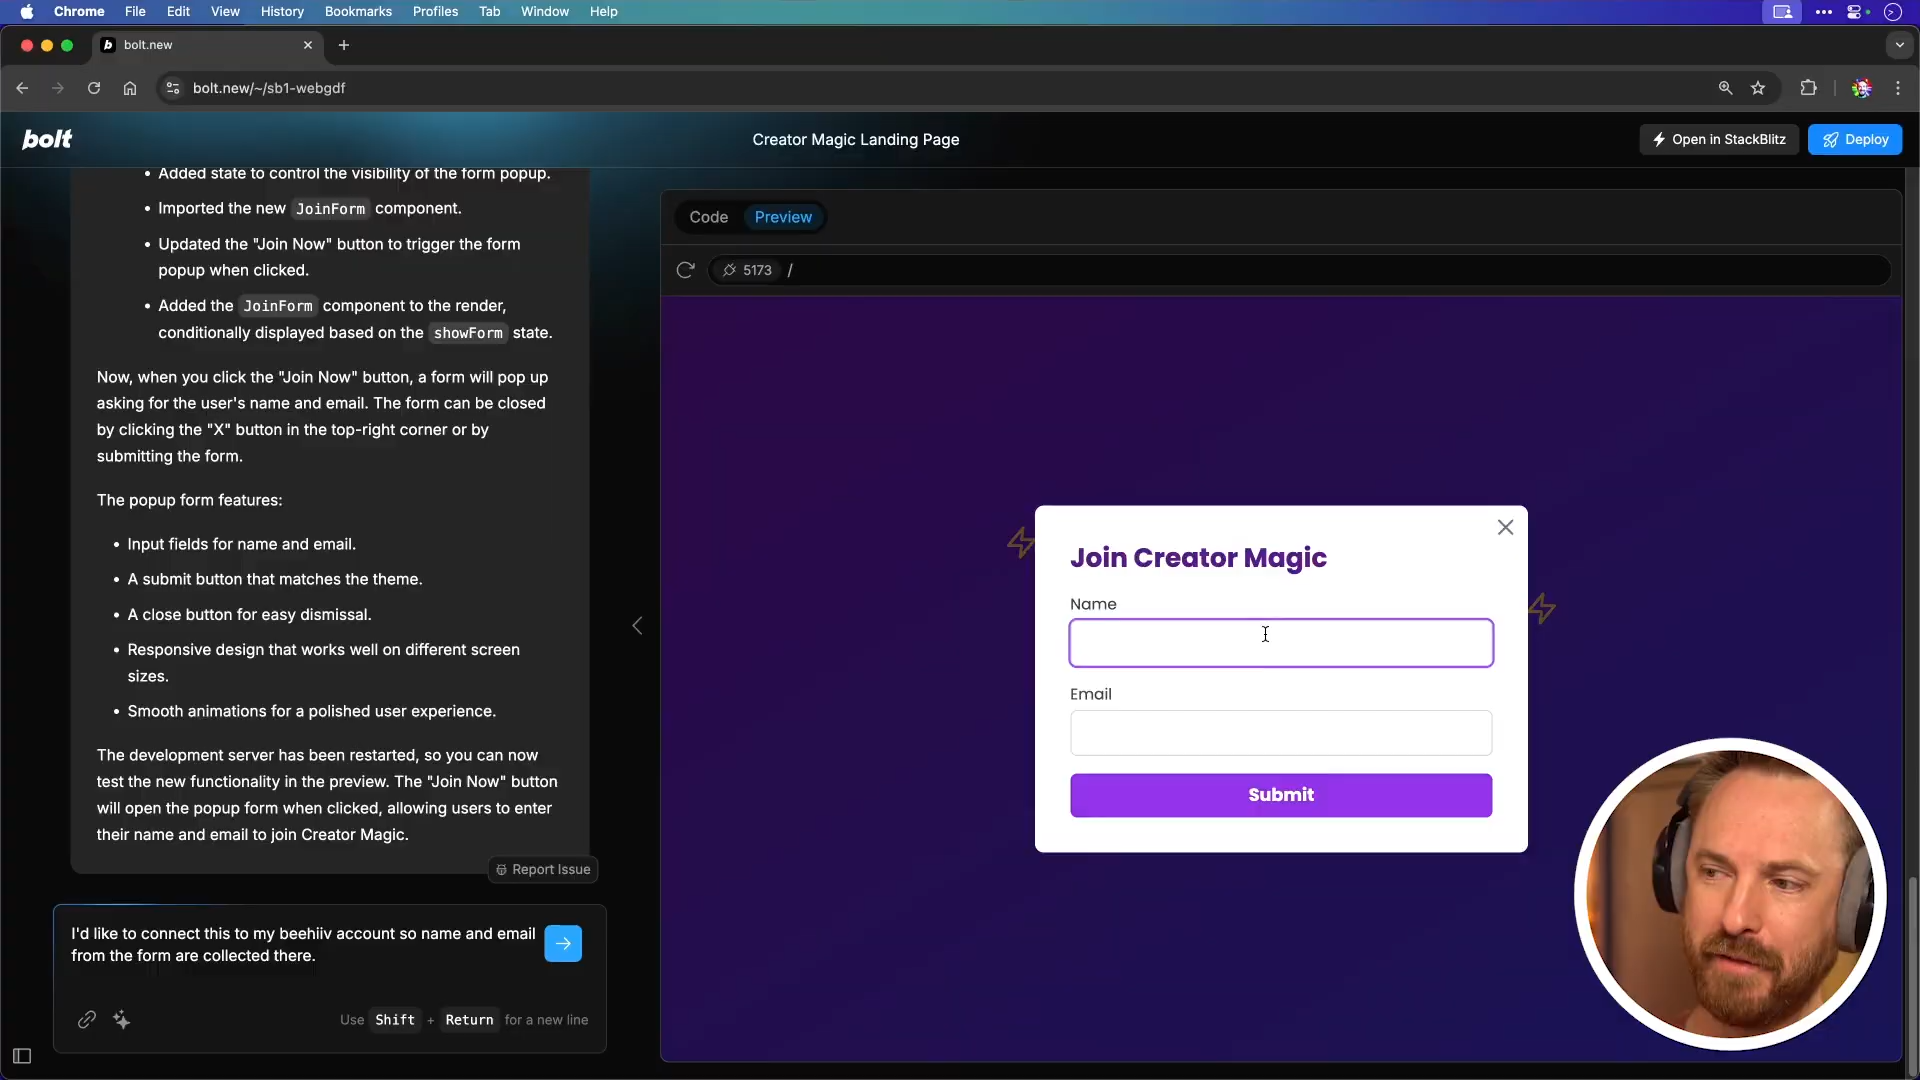 Chrome File Edit View History Bookmarks Profiles Tab Window Help
bolt.new
bolt.new/~/sb1-webgdf
bolt
Creator Magic Landing Page
Open in StackBlitz
Deploy
• Added state to control the visibility of the form popup.
• Imported the new JoinForm component.
• Updated the "Join Now" button to trigger the form
popup when clicked.
• Added the JoinForm component to the render,
conditionally displayed based on the showForm state.
Now, when you click the "Join Now" button, a form will pop up
asking for the user's name and email. The form can be closed
by clicking the "X" button in the top-right corner or by
submitting the form.
The popup form features:
• Input fields for name and email.
• A submit button that matches the theme.
• A close button for easy dismissal.
• Responsive design that works well on different screen
sizes.
• Smooth animations for a polished user experience.
The development server has been restarted, so you can now
test the new functionality in the preview. The "Join Now" button
will open the popup form when clicked, allowing users to enter
their name and email to join Creator Magic.
Report Issue
I'd like to connect this to my beehiiv account so name and email
from the form are collected there.
Use Shift + Return for a new line
Code Preview
5173 /
Join Creator Magic
Name
Email
Submit